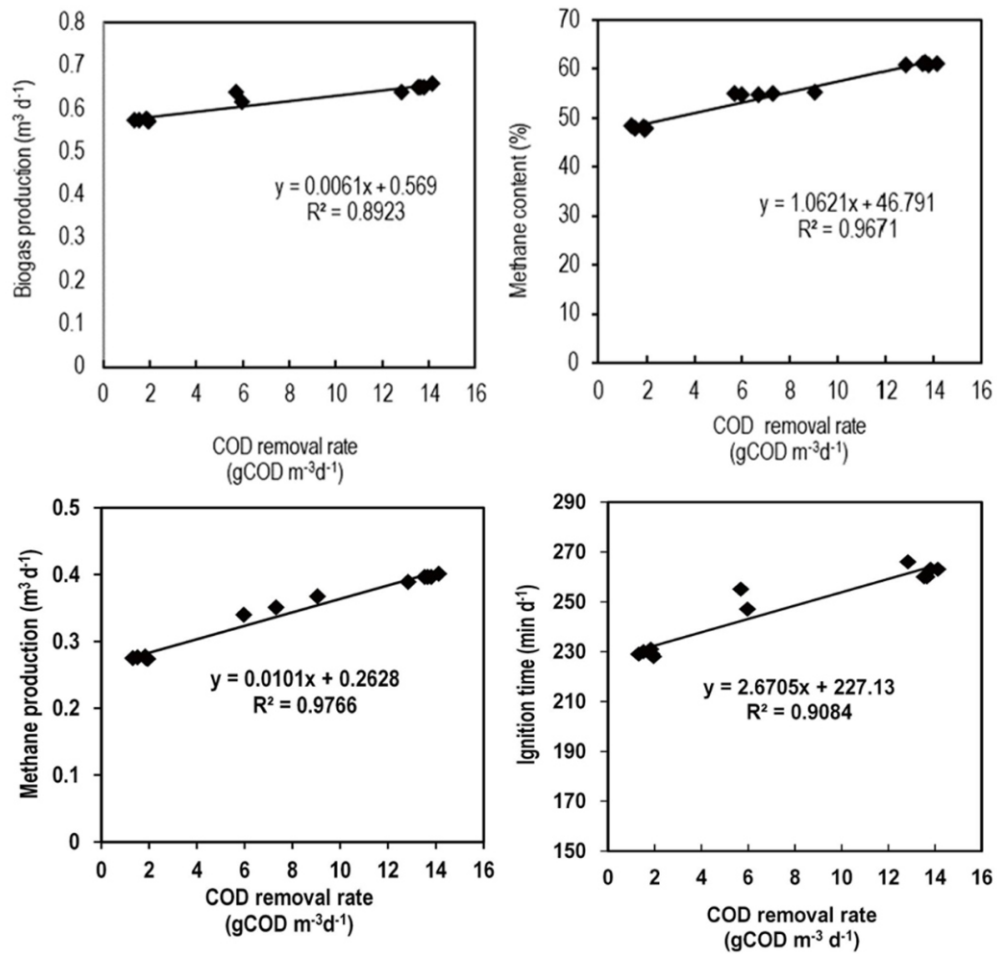 Biogas production (m³ d⁻¹)
0.8
0.7
0.6
0.5
0.4
0.3
0.2
0.1
0
y = 0.0061x + 0.569
R² = 0.8923
0 2 4 6 8 10 12 14 16
COD removal rate
(gCOD m⁻³d⁻¹)
Methane content (%)
70
60
50
40
30
20
10
0
y = 1.0621x + 46.791
R² = 0.9671
0 2 4 6 8 10 12 14 16
COD removal rate
(gCOD m⁻³d⁻¹)
Methane production (m³ d⁻¹)
0.5
0.4
0.3
0.2
0.1
0
y = 0.0101x + 0.2628
R² = 0.9766
0 2 4 6 8 10 12 14 16
COD removal rate
(gCOD m⁻³d⁻¹)
Ignition time (min d⁻¹)
290
270
250
230
210
190
170
150
y = 2.6705x + 227.13
R² = 0.9084
0 2 4 6 8 10 12 14 16
COD removal rate
(gCOD m⁻³ d⁻¹)